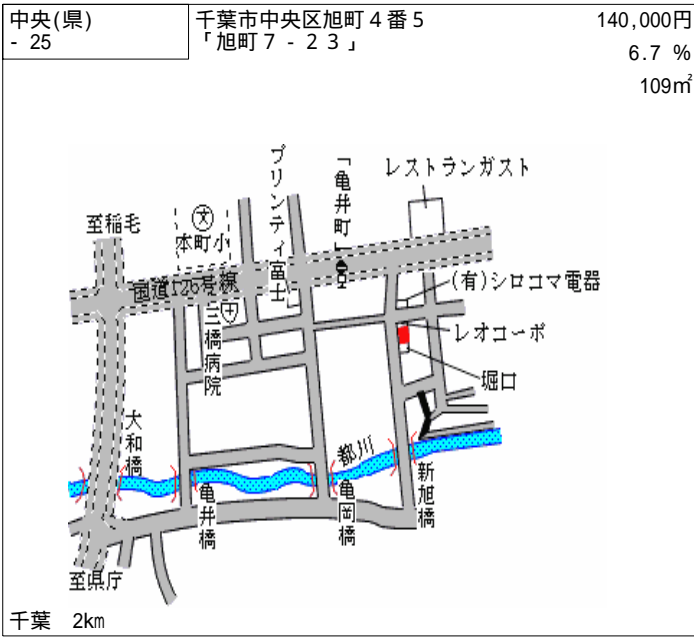 中央(県)
- 25
千葉市中央区旭町４番５
「旭町７－２３」
140,000円
6.7 %
109㎡
レストランガスト
「亀井町」
プリンティ富士
至稲毛
文
本町小
国道126号線
三橋病院
(有)シロコマ電器
レオコーポ
堀口
大和橋
都川
亀井橋
亀岡橋
新旭橋
至県庁
千葉 2km